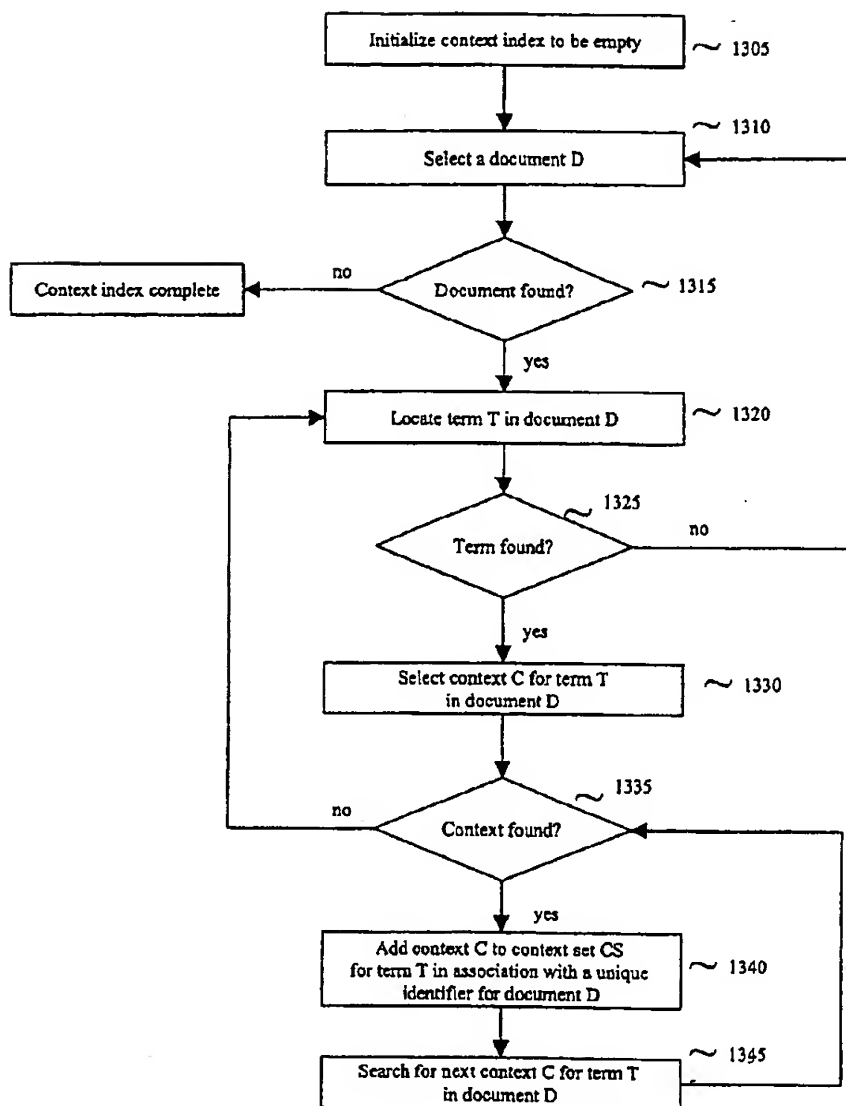 Initialize context index to be empty
1305
1310
Select a document D
no
Context index complete
Document found?
1315
yes
Locate term T in document D
1320
1325
Term found?
no
yes
Select context C for term T
in document D
1330
1335
no
Context found?
yes
Add context C to context set CS
for term T in association with a unique
identifier for document D
1340
1345
Search for next context C for term T
in document D